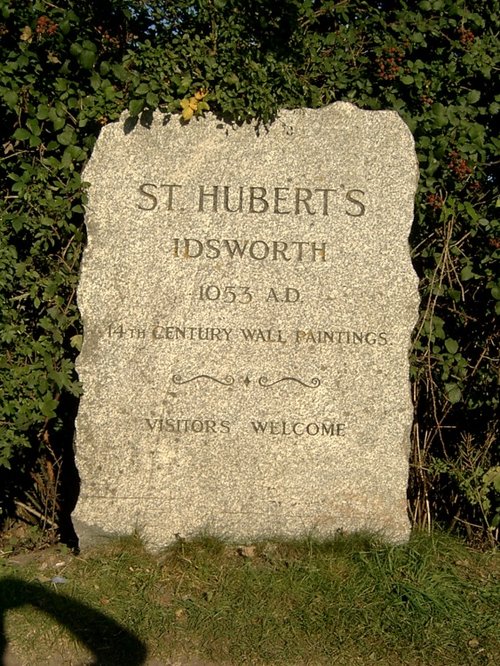 ST. HUBERT'S
IDSWORTH
1053 A.D.
14TH CENTURY WALL PAINTINGS
VISITORS WELCOME